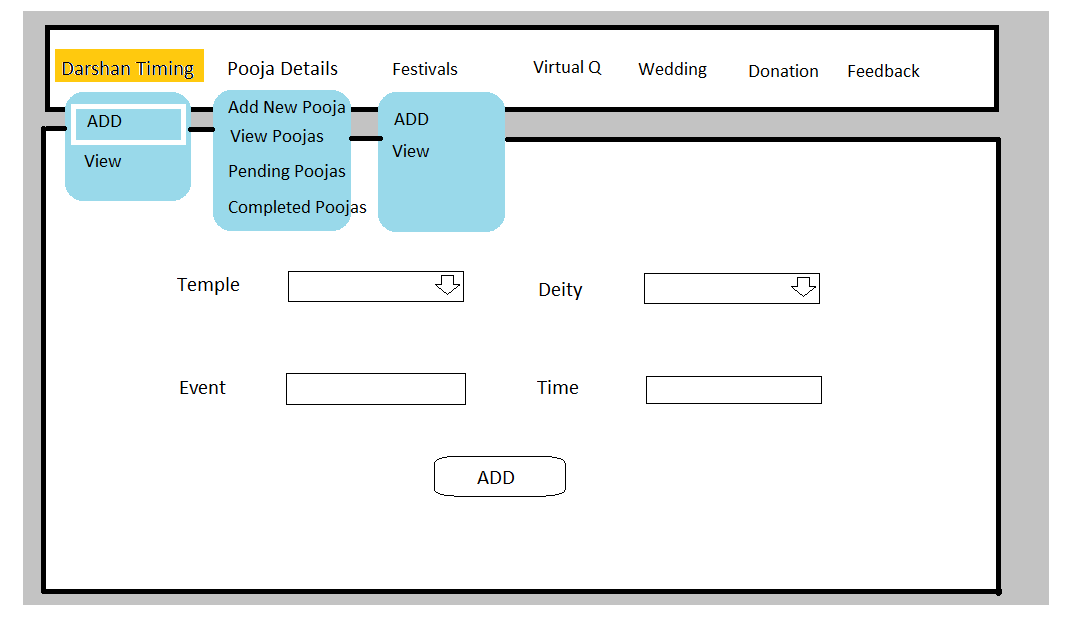 Darshan Timing Pooja Details Festivals Virtual Q Wedding Donation Feedback
ADD
View
Add New Pooja
View Poojas
Pending Poojas
Completed Poojas
ADD
View
Temple Deity
Event Time
ADD